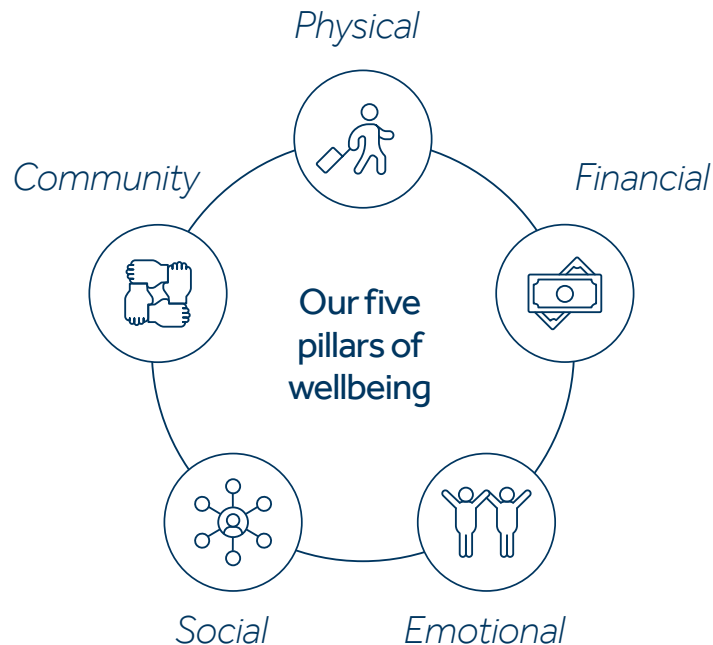 Physical
Community
Financial
Our five
pillars of
wellbeing
Social
Emotional